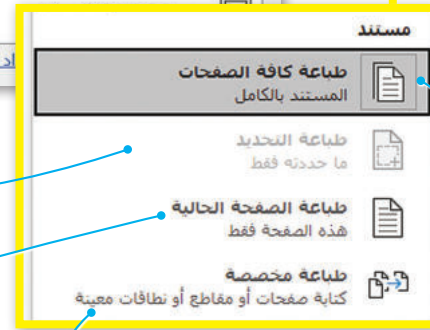 مستند
طباعة كافة الصفحات
المستند بالكامل
طباعة التحديد
ما حددته فقط
طباعة الصفحة الحالية
هذه الصفحة فقط
طباعة مخصصة
كتابة صفحات أو مقاطع أو نطاقات معينة